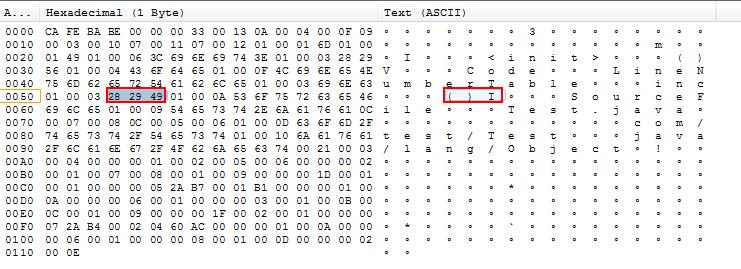 A... Hexadecimal (1 Byte) Text (ASCII)
0000 CA FE BA BE 00 00 00 33 00 13 0A 00 04 00 0F 09 ▫ ▫ ▫ ▫ ▫ ▫ ▫ 3 ▫ ▫ ▫ ▫ ▫ ▫ ▫ ▫
0010 00 03 00 10 07 00 11 07 00 12 01 00 01 6D 01 00 ▫ ▫ ▫ ▫ ▫ ▫ ▫ ▫ ▫ ▫ ▫ ▫ ▫ m ▫ ▫
0020 01 49 01 00 06 3C 69 6E 69 74 3E 01 00 03 28 29 ▫ I ▫ ▫ ▫ < i n i t > ▫ ▫ ▫ ( )
0030 56 01 00 04 43 6F 64 65 01 00 0F 4C 69 6E 65 4E V ▫ ▫ ▫ C o d e ▫ ▫ ▫ L i n e N
0040 75 6D 62 65 72 54 61 62 6C 65 01 00 03 69 6E 63 u m b e r T a b l e ▫ ▫ ▫ i n c
0050 01 00 03 28 29 49 01 00 0A 53 6F 75 72 63 65 46 ▫ ▫ ▫ ( ) I ▫ ▫ ▫ S o u r c e F
0060 69 6C 65 01 00 09 54 65 73 74 2E 6A 61 76 61 0C i l e ▫ ▫ ▫ T e s t . j a v a ▫
0070 00 07 00 08 0C 00 05 00 06 01 00 0D 63 6F 6D 2F ▫ ▫ ▫ ▫ ▫ ▫ ▫ ▫ ▫ ▫ ▫ ▫ c o m /
0080 74 65 73 74 2F 54 65 73 74 01 00 10 6A 61 76 61 t e s t / T e s t ▫ ▫ ▫ j a v a
0090 2F 6C 61 6E 67 2F 4F 62 6A 65 63 74 00 21 00 03 / l a n g / O b j e c t ▫ ! ▫ ▫
00A0 00 04 00 00 00 01 00 02 00 05 00 06 00 00 00 02 ▫ ▫ ▫ ▫ ▫ ▫ ▫ ▫ ▫ ▫ ▫ ▫ ▫ ▫ ▫ ▫
00B0 00 01 00 07 00 08 00 01 00 09 00 00 00 1D 00 01 ▫ ▫ ▫ ▫ ▫ ▫ ▫ ▫ ▫ ▫ ▫ ▫ ▫ ▫ ▫ ▫
00C0 00 01 00 00 00 05 2A B7 00 01 B1 00 00 00 01 00 ▫ ▫ ▫ ▫ ▫ ▫ * ▫ ▫ ▫ ▫ ▫ ▫ ▫ ▫ ▫
00D0 0A 00 00 00 06 00 01 00 00 00 03 00 01 00 0B 00 ▫ ▫ ▫ ▫ ▫ ▫ ▫ ▫ ▫ ▫ ▫ ▫ ▫ ▫ ▫ ▫
00E0 0C 00 01 00 09 00 00 00 1F 00 02 00 01 00 00 00 ▫ ▫ ▫ ▫ ▫ ▫ ▫ ▫ ▫ ▫ ▫ ▫ ▫ ▫ ▫ ▫
00F0 07 2A B4 00 02 04 60 AC 00 00 00 01 00 0A 00 00 ▫ * ▫ ▫ ▫ ▫ ` ▫ ▫ ▫ ▫ ▫ ▫ ▫ ▫ ▫
0100 00 06 00 01 00 00 00 08 00 01 00 0D 00 00 00 02 ▫ ▫ ▫ ▫ ▫ ▫ ▫ ▫ ▫ ▫ ▫ ▫ ▫ ▫ ▫ ▫
0110 00 0E ▫ ▫